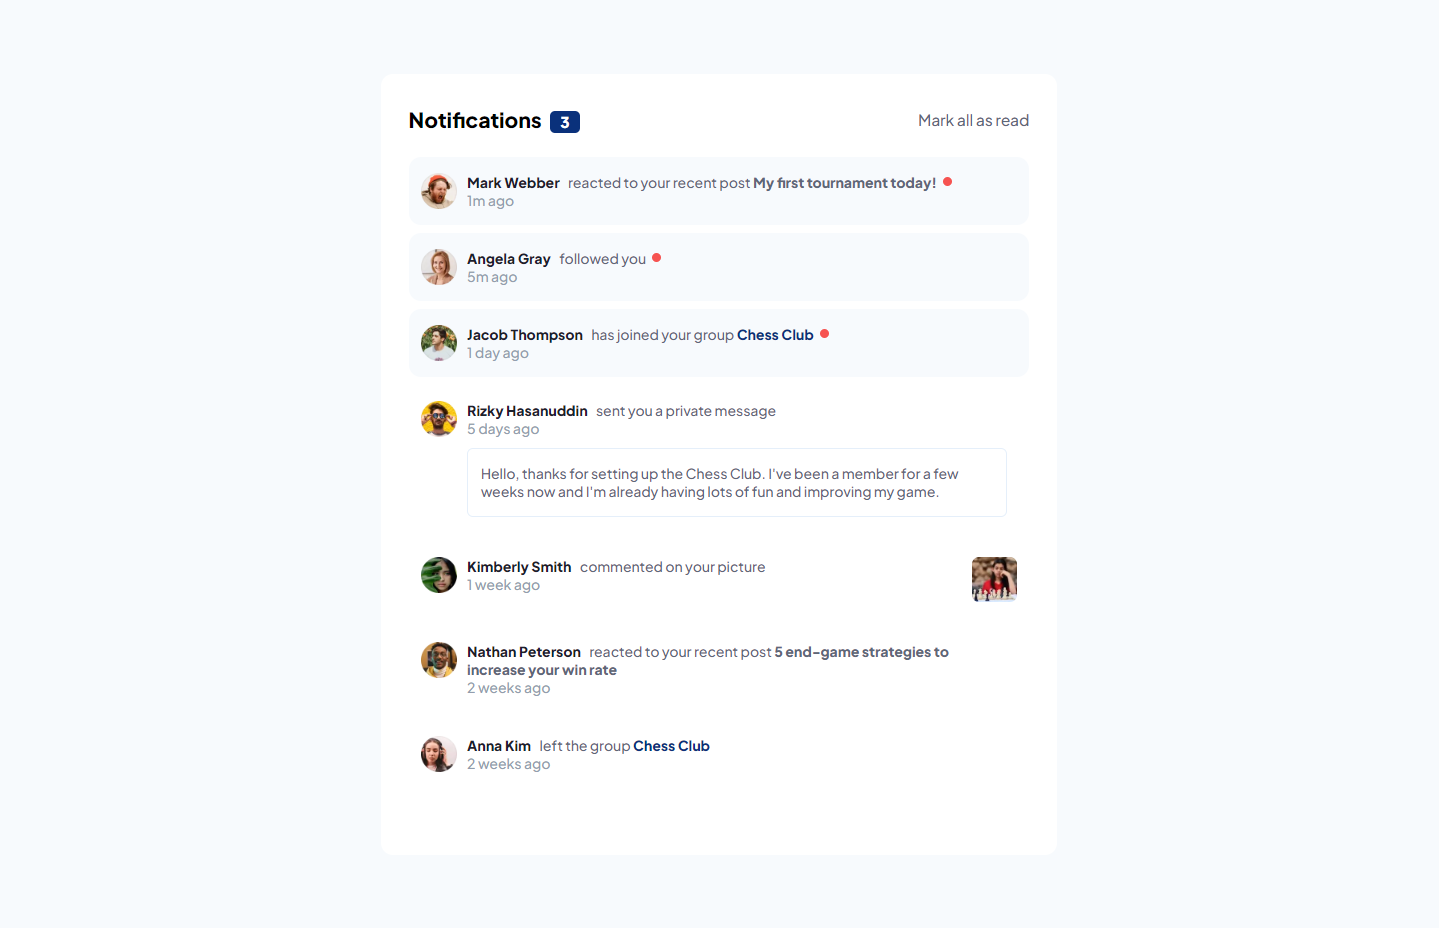 Notifications 3
Mark all as read
Mark Webber reacted to your recent post My first tournament today!
1m ago
Angela Gray followed you
5m ago
Jacob Thompson has joined your group Chess Club
1 day ago
Rizky Hasanuddin sent you a private message
5 days ago
Hello, thanks for setting up the Chess Club. I've been a member for a few
weeks now and I'm already having lots of fun and improving my game.
Kimberly Smith commented on your picture
1 week ago
Nathan Peterson reacted to your recent post 5 end-game strategies to
increase your win rate
2 weeks ago
Anna Kim left the group Chess Club
2 weeks ago